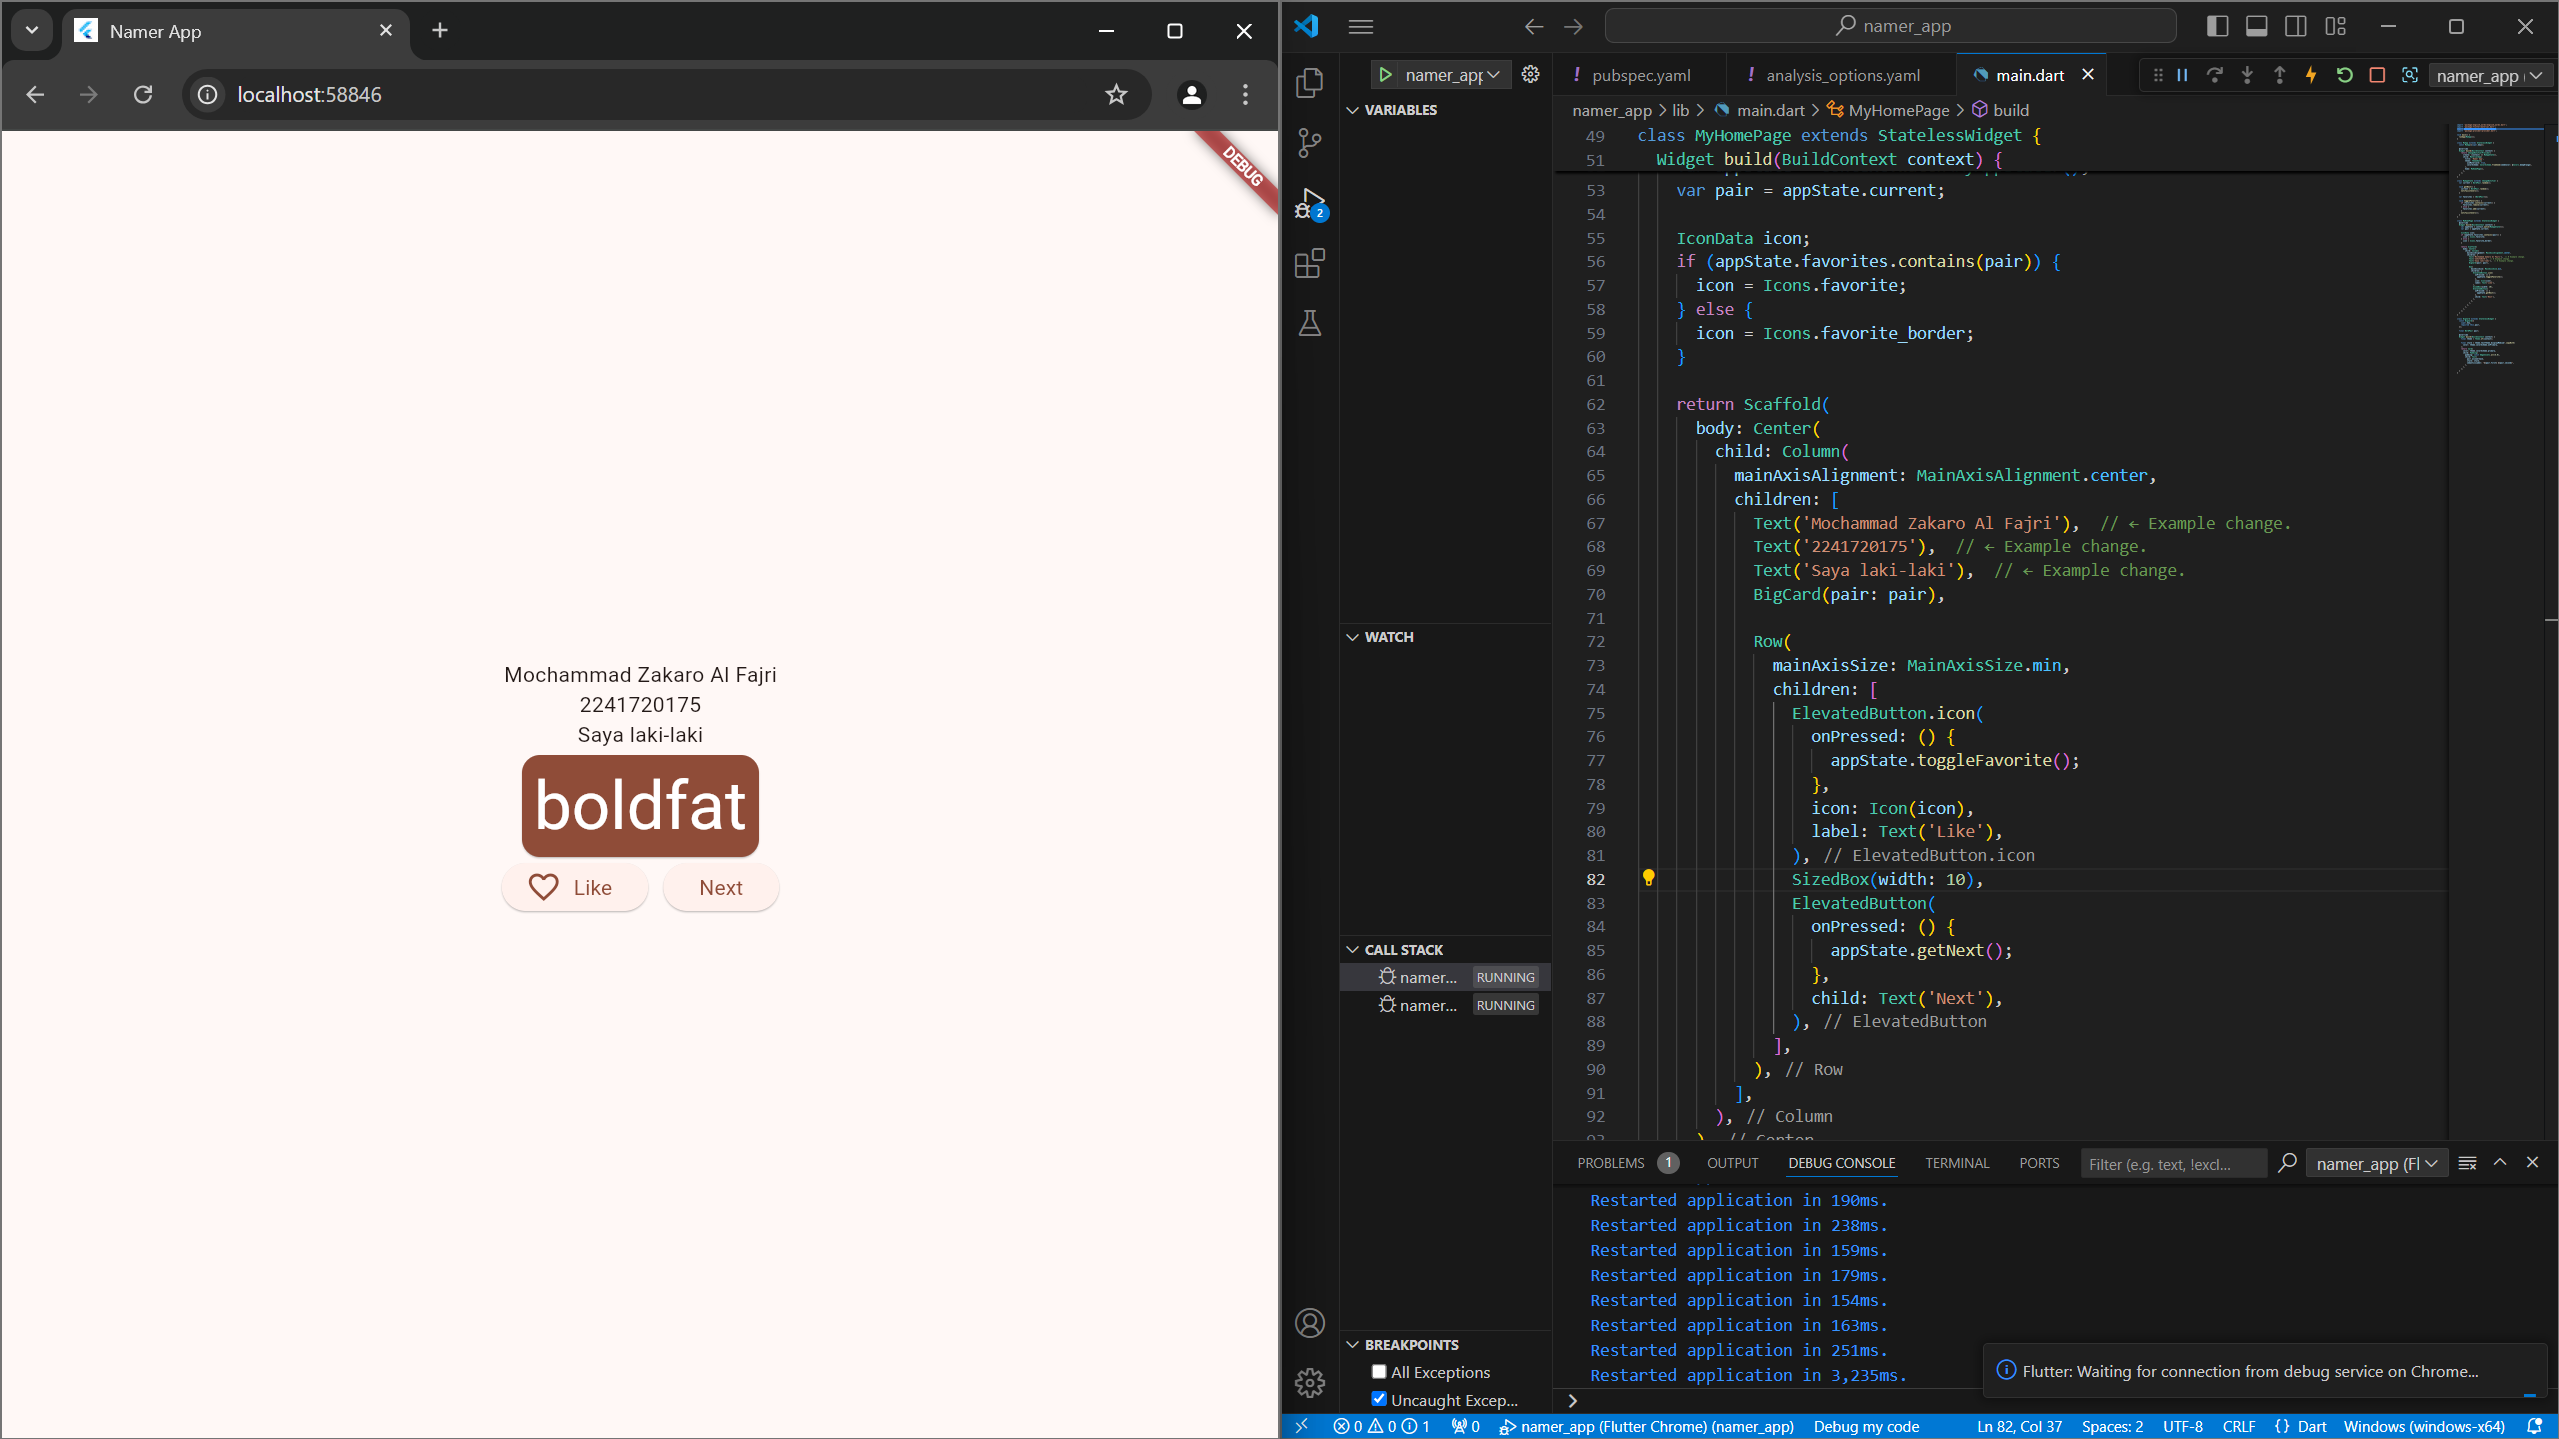 Namer App
localhost:58846
DEBUG
Mochammad Zakaro Al Fajri
2241720175
Saya laki-laki
boldfat
Like
Next
namer_app
namer_app
VARIABLES
WATCH
CALL STACK
namer... RUNNING
namer... RUNNING
BREAKPOINTS
All Exceptions
Uncaught Excep...
2
! pubspec.yaml
! analysis_options.yaml
main.dart
namer_app (
namer_app > lib > main.dart > MyHomePage > build
49 class MyHomePage extends StatelessWidget {
51 Widget build(BuildContext context) {
53 var pair = appState.current;
54
55 IconData icon;
56 if (appState.favorites.contains(pair)) {
57 icon = Icons.favorite;
58 } else {
59 icon = Icons.favorite_border;
60 }
61
62 return Scaffold(
63 body: Center(
64 child: Column(
65 mainAxisAlignment: MainAxisAlignment.center,
66 children: [
67 Text('Mochammad Zakaro Al Fajri'),  // ← Example change.
68 Text('2241720175'),  // ← Example change.
69 Text('Saya laki-laki'),  // ← Example change.
70 BigCard(pair: pair),
71
72 Row(
73 mainAxisSize: MainAxisSize.min,
74 children: [
75 ElevatedButton.icon(
76 onPressed: () {
77 appState.toggleFavorite();
78 },
79 icon: Icon(icon),
80 label: Text('Like'),
81 ), // ElevatedButton.icon
82 SizedBox(width: 10),
83 ElevatedButton(
84 onPressed: () {
85 appState.getNext();
86 },
87 child: Text('Next'),
88 ), // ElevatedButton
89 ],
90 ), // Row
91 ],
92 ), // Column
93 ), // Center
PROBLEMS 1 OUTPUT DEBUG CONSOLE TERMINAL PORTS Filter (e.g. text, !excl... namer_app (Fl
Restarted application in 190ms.
Restarted application in 238ms.
Restarted application in 159ms.
Restarted application in 179ms.
Restarted application in 154ms.
Restarted application in 163ms.
Restarted application in 251ms.
Restarted application in 3,235ms.
Flutter: Waiting for connection from debug service on Chrome...
0 0 1 0 namer_app (Flutter Chrome) (namer_app) Debug my code Ln 82, Col 37 Spaces: 2 UTF-8 CRLF {} Dart Windows (windows-x64)